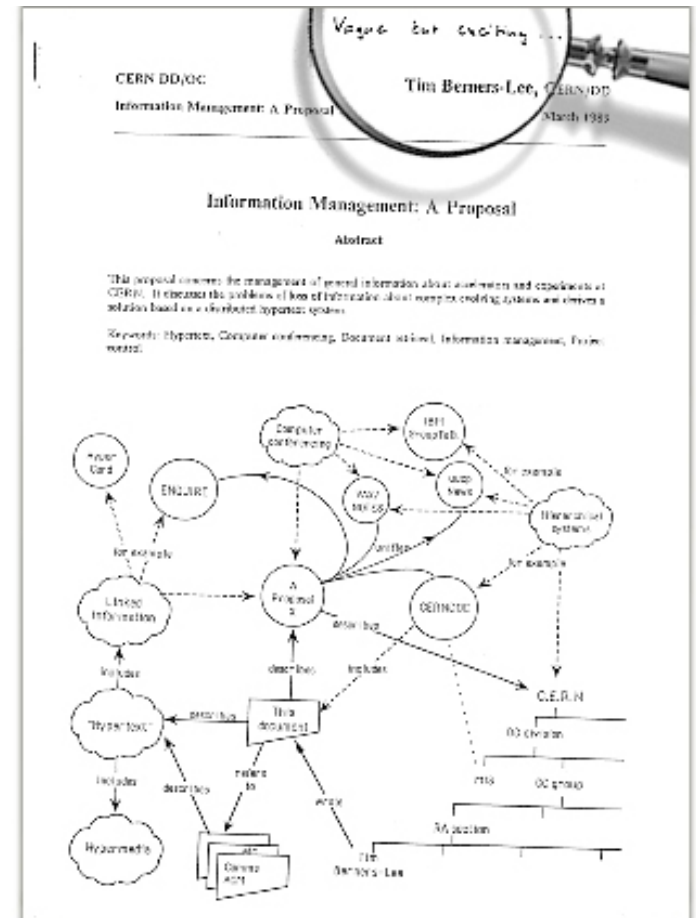 Vague but exciting ...
CERN DD/OC
Tim Berners-Lee, CERN/DD
Information Management: A Proposal
March 1989
Information Management: A Proposal
Abstract
This proposal concerns the management of general information about accelerators and experiments at
CERN. It discusses the problems of loss of information about complex evolving systems and derives a
solution based on a distributed hypertext system.
Keywords: Hypertext, Computer conferencing, Document retrieval, Information management, Project
control
Computer
conferencing
IBM
GroupTalk
Hyper
Card
ENQUIRE
VAX/
NOTES
uucp
News
for example
Hierarchical
systems
unifies
for example
for example
Linked
information
A
Proposal
CERNDOC
describes
describes
includes
includes
C.E.R.N
This
document
describes
"Hypertext"
division
refers
to
includes
describes
wrote
group
section
Hypermedia
Comms
ACM
Tim
Berners-Lee